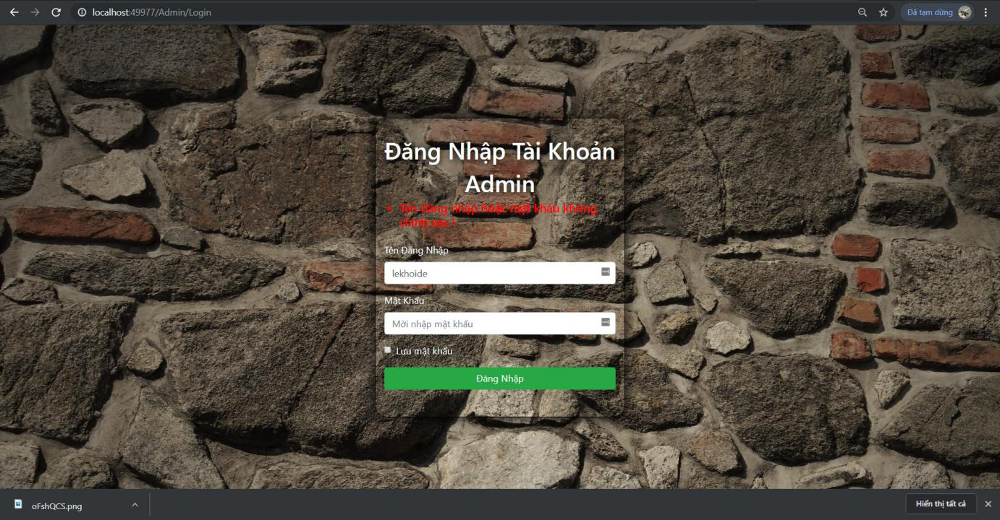 localhost:49977/Admin/Login
Đã tạm dừng
Đăng Nhập Tài Khoản
Admin
Tên đăng nhập hoặc mật khẩu không
chính xác !
Tên Đăng Nhập
lekhoide
Mật Khẩu
Mời nhập mật khẩu
Lưu mật khẩu
Đăng Nhập
oFshQCS.png
Hiển thị tất cả